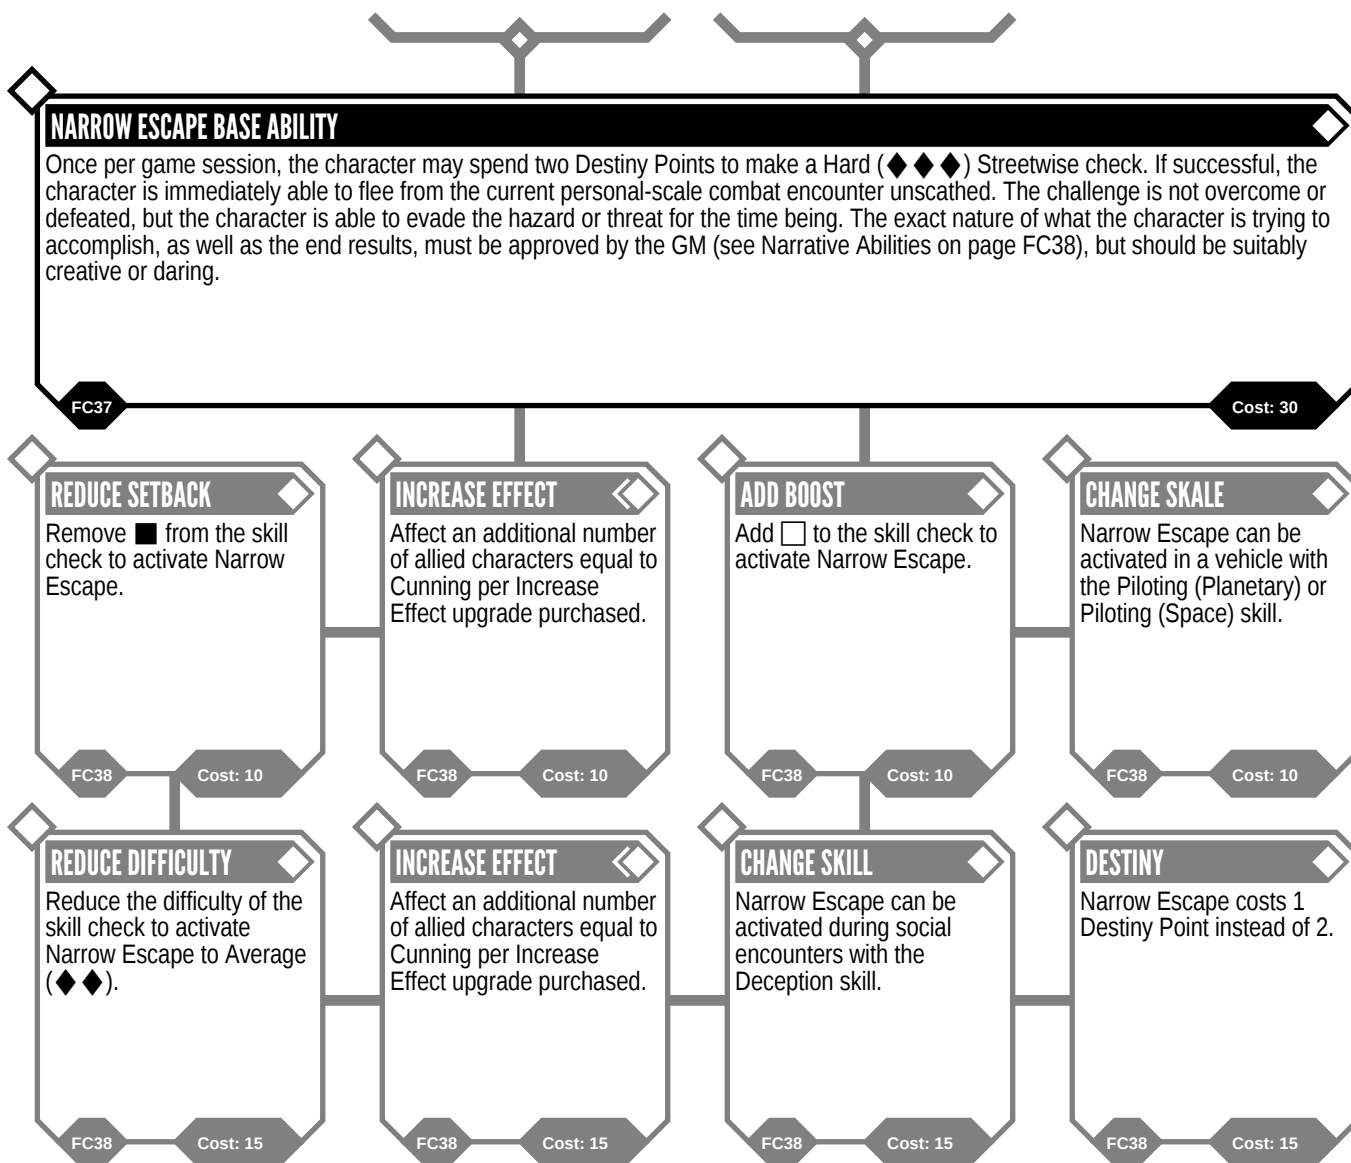 NARROW ESCAPE BASE ABILITY
Once per game session, the character may spend two Destiny Points to make a Hard (♦♦♦) Streetwise check. If successful, the
character is immediately able to flee from the current personal-scale combat encounter unscathed. The challenge is not overcome or
defeated, but the character is able to evade the hazard or threat for the time being. The exact nature of what the character is trying to
accomplish, as well as the end results, must be approved by the GM (see Narrative Abilities on page FC38), but should be suitably
creative or daring.
FC37
Cost: 30
REDUCE SETBACK
Remove ■ from the skill
check to activate Narrow
Escape.
FC38
Cost: 10
INCREASE EFFECT
Affect an additional number
of allied characters equal to
Cunning per Increase
Effect upgrade purchased.
FC38
Cost: 10
ADD BOOST
Add □ to the skill check to
activate Narrow Escape.
FC38
Cost: 10
CHANGE SKALE
Narrow Escape can be
activated in a vehicle with
the Piloting (Planetary) or
Piloting (Space) skill.
FC38
Cost: 10
REDUCE DIFFICULTY
Reduce the difficulty of the
skill check to activate
Narrow Escape to Average
(♦♦).
FC38
Cost: 15
INCREASE EFFECT
Affect an additional number
of allied characters equal to
Cunning per Increase
Effect upgrade purchased.
FC38
Cost: 15
CHANGE SKILL
Narrow Escape can be
activated during social
encounters with the
Deception skill.
FC38
Cost: 15
DESTINY
Narrow Escape costs 1
Destiny Point instead of 2.
FC38
Cost: 15